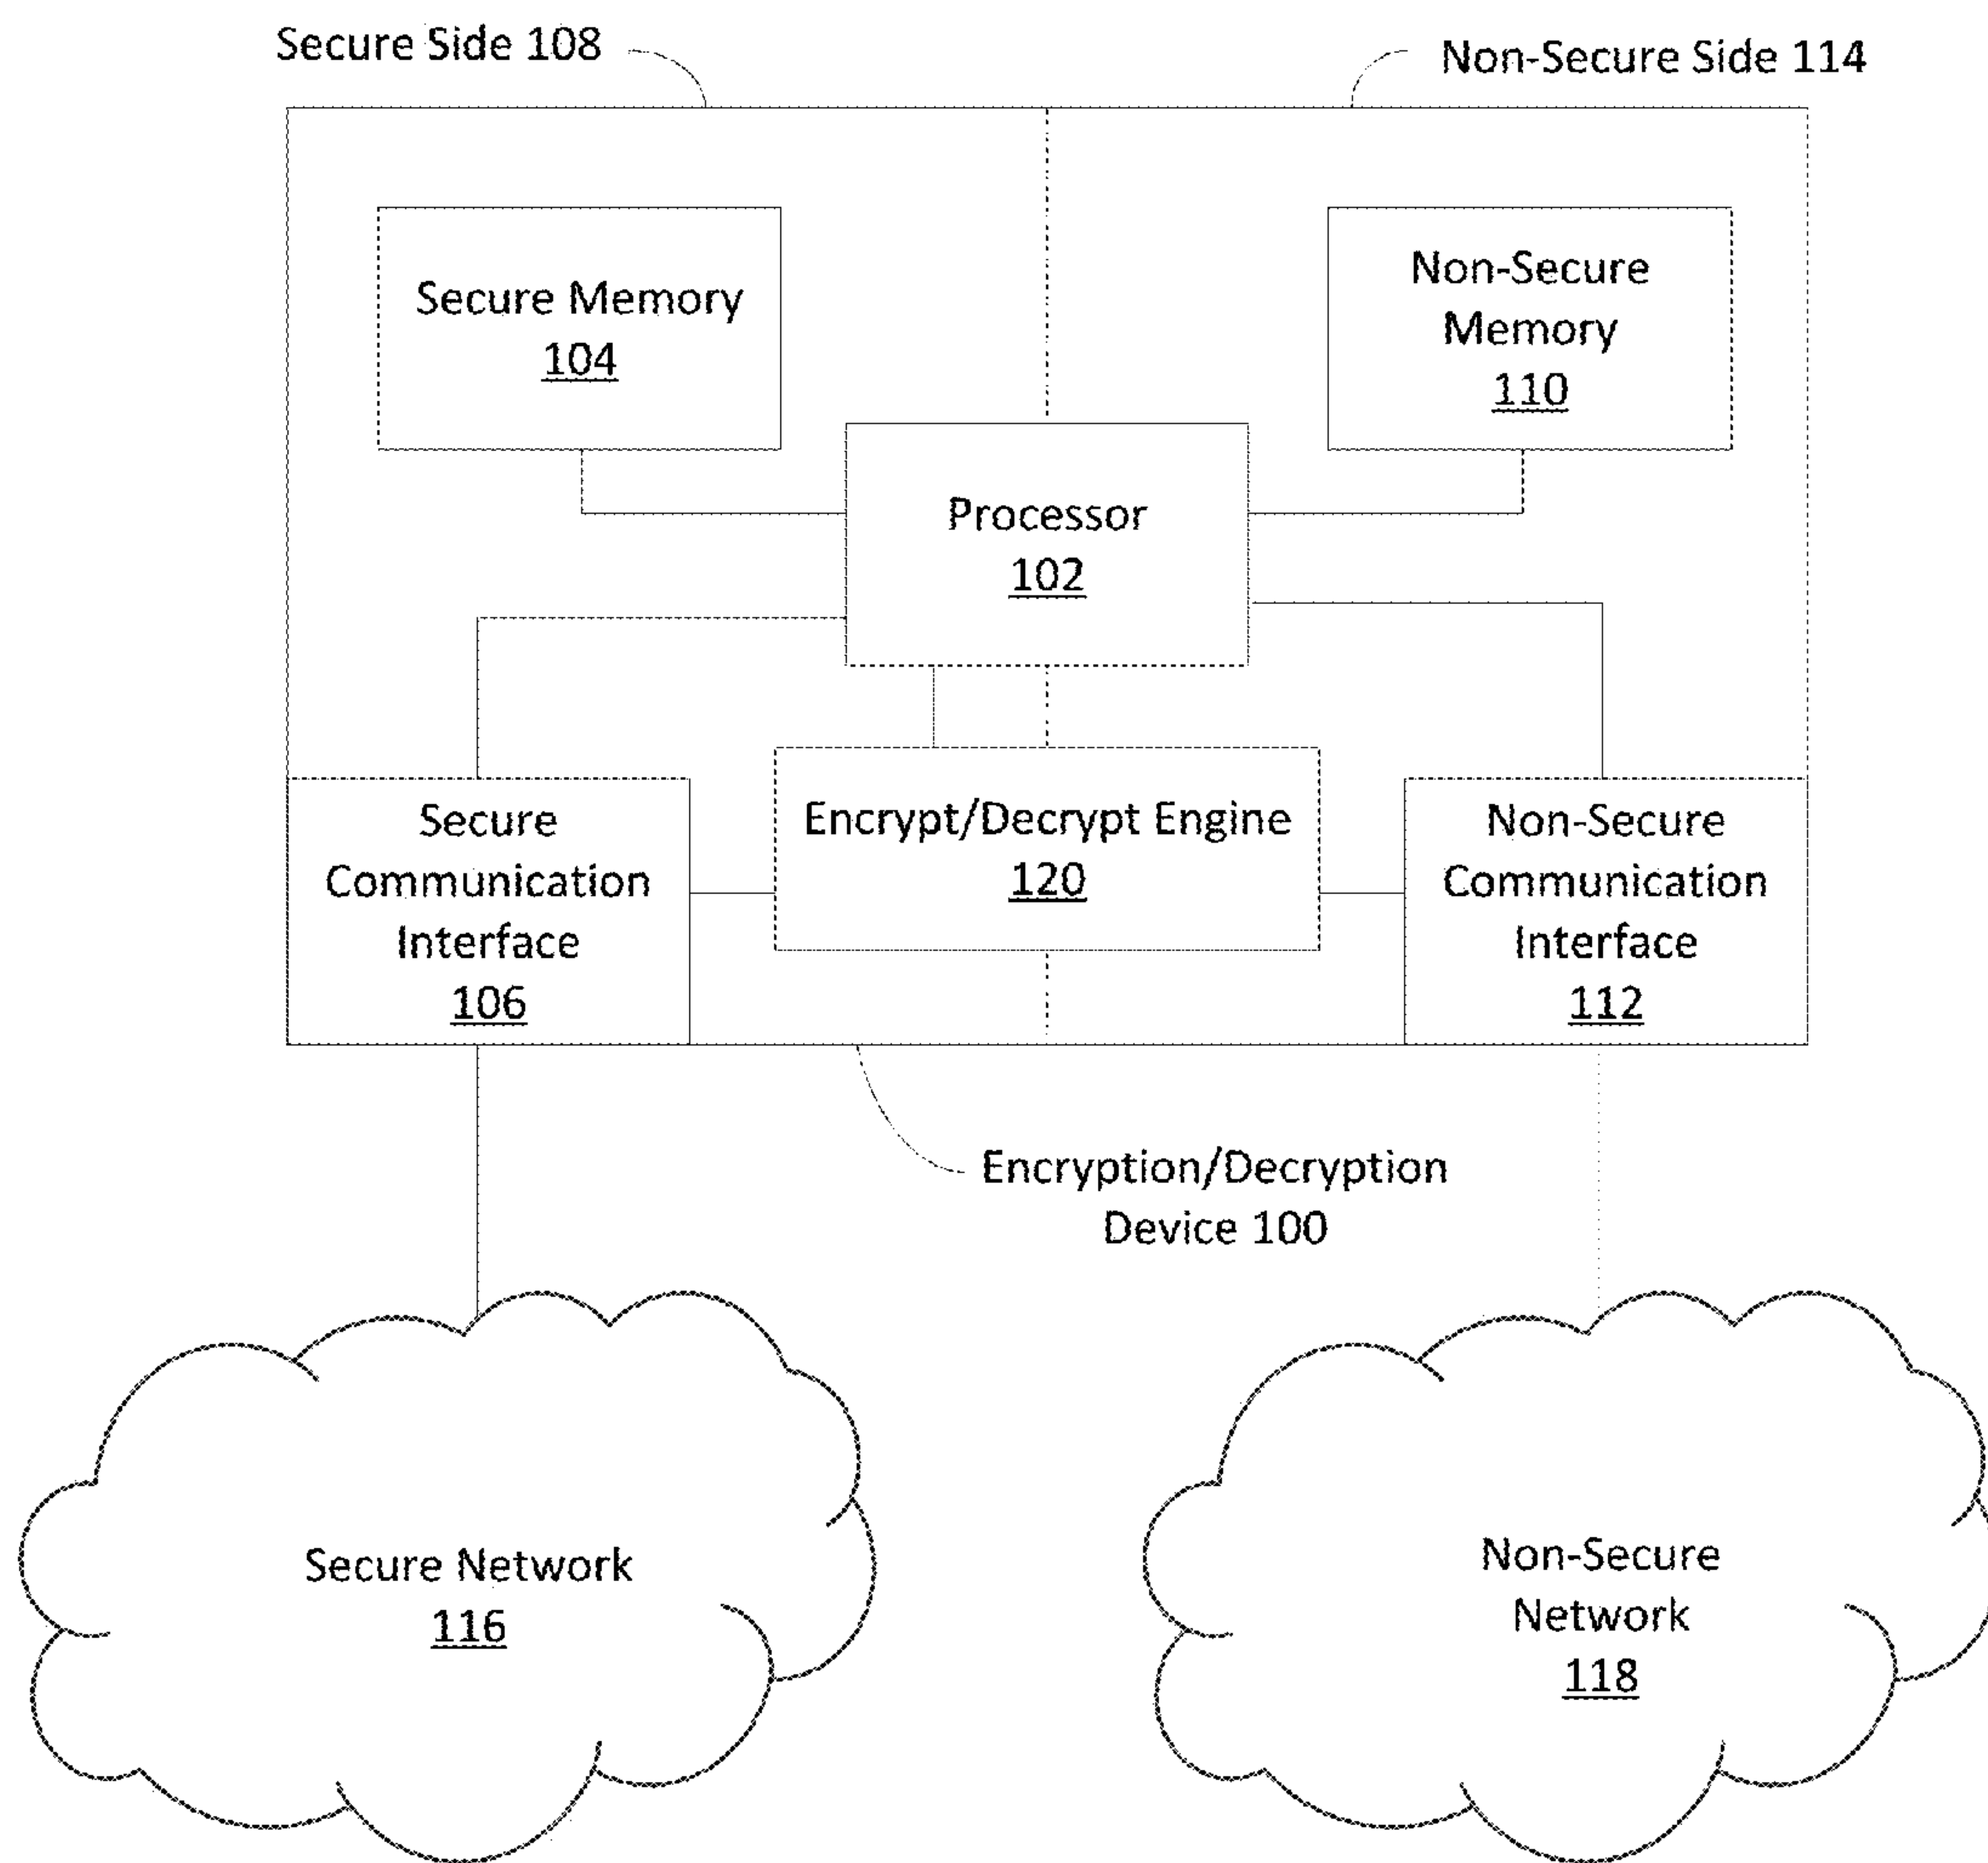 Secure Side 108
Non-Secure Side 114
Secure Memory
104
Non-Secure
Memory
110
Processor
102
Secure
Communication
Interface
106
Encrypt/Decrypt Engine
120
Non-Secure
Communication
Interface
112
Encryption/Decryption
Device 100
Secure Network
116
Non-Secure
Network
118